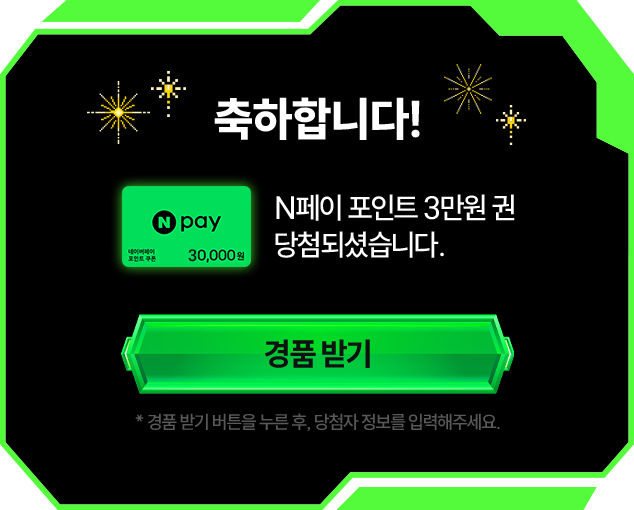 축하합니다!
N pay
네이버페이
포인트 쿠폰
30,000원
N페이 포인트 3만원 권
당첨되셨습니다.
경품 받기
* 경품 받기 버튼을 누른 후, 당첨자 정보를 입력해주세요.